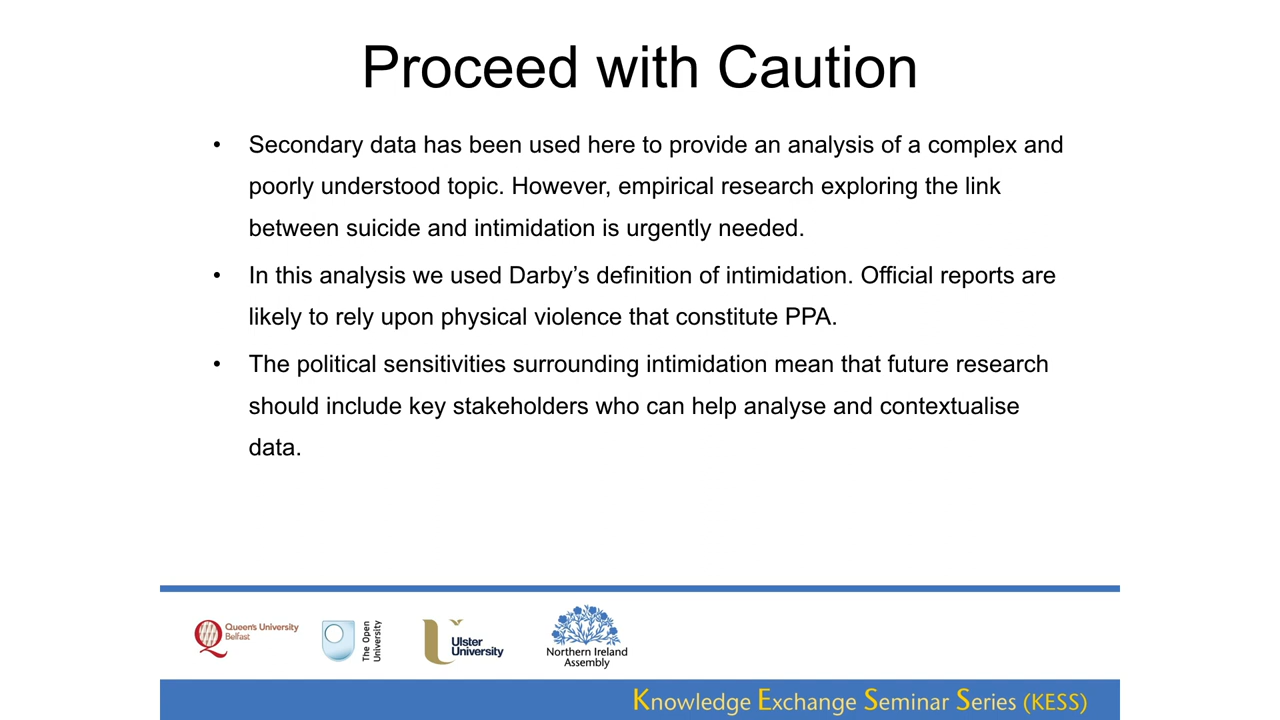 Proceed with Caution
• Secondary data has been used here to provide an analysis of a complex and
poorly understood topic. However, empirical research exploring the link
between suicide and intimidation is urgently needed.
• In this analysis we used Darby’s definition of intimidation. Official reports are
likely to rely upon physical violence that constitute PPA.
• The political sensitivities surrounding intimidation mean that future research
should include key stakeholders who can help analyse and contextualise
data.
Queen's University
Belfast
The Open
University
Ulster
University
Northern Ireland
Assembly
Knowledge Exchange Seminar Series (KESS)